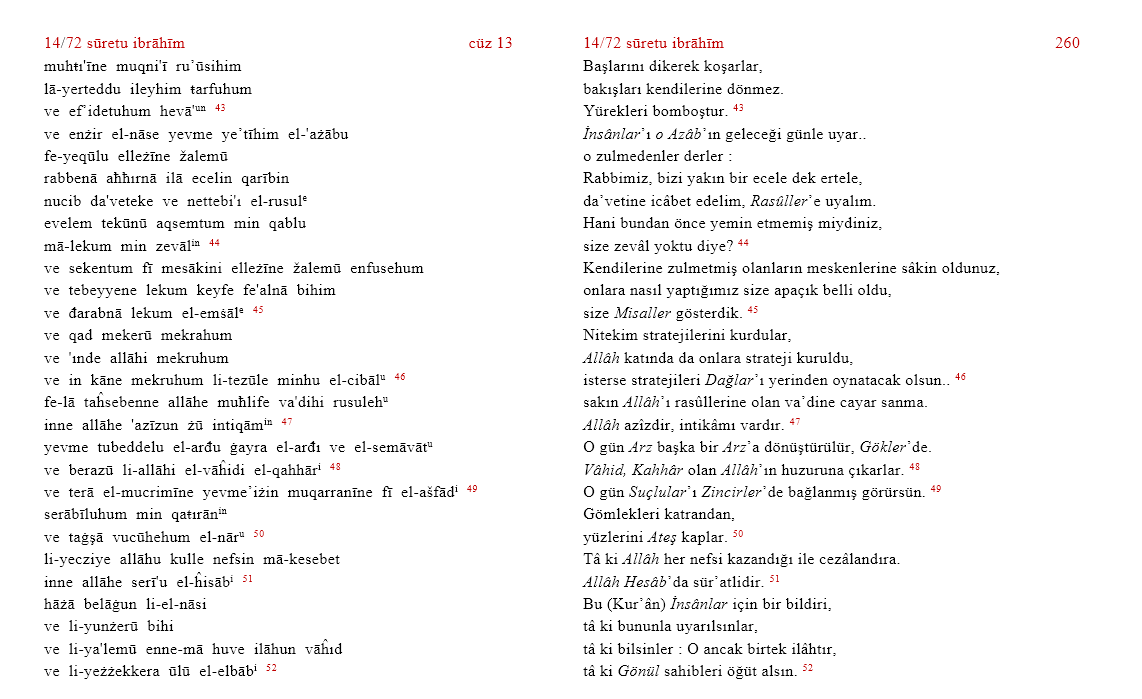 14/72 sūretu ibrāhīm cüz 13
muhŧı'īne muqni'ī ru’ūsihim
lā-yerteddu ileyhim ŧarfuhum
ve ef’idetuhum hevā'ᵘⁿ 43
ve enźir el-nāse yevme ye’tīhim el-'aźābu
fe-yeqūlu elleźīne žalemū
rabbenā aħħırnā ilā ecelin qarībin
nucib da'veteke ve nettebi'ı el-rusulᵉ
evelem tekūnū aqsemtum min qablu
mā-lekum min zevālⁱⁿ 44
ve sekentum fī mesākini elleźīne žalemū enfusehum
ve tebeyyene lekum keyfe fe'alnā bihim
ve đarabnā lekum el-emśālᵉ 45
ve qad mekerū mekrahum
ve 'ınde allāhi mekruhum
ve in kāne mekruhum li-tezūle minhu el-cibālᵘ 46
fe-lā taĥsebenne allāhe muħlife va'dihi rusulehᵘ
inne allāhe 'azīzun źū intiqāmⁱⁿ 47
yevme tubeddelu el-arđu ġayra el-arđı ve el-semāvātᵘ
ve berazū li-allāhi el-vāĥidi el-qahhārⁱ 48
ve terā el-mucrimīne yevme’iźin muqarranīne fī el-ašfādⁱ 49
serābīluhum min qaŧırānⁱⁿ
ve taġşā vucūhehum el-nārᵘ 50
li-yecziye allāhu kulle nefsin mā-kesebet
inne allāhe serī'u el-ĥisābⁱ 51
hāźā belāġun li-el-nāsi
ve li-yunźerū bihi
ve li-ya'lemū enne-mā huve ilāhun vāĥıd
ve li-yeźźekkera ūlū el-elbābⁱ 52
14/72 sūretu ibrāhīm 260
Başlarını dikerek koşarlar,
bakışları kendilerine dönmez.
Yürekleri bomboştur. 43
İnsânlar’ı o Azâb’ın geleceği günle uyar..
o zulmedenler derler :
Rabbimiz, bizi yakın bir ecele dek ertele,
da’vetine icâbet edelim, Rasûller’e uyalım.
Hani bundan önce yemin etmemiş miydiniz,
size zevâl yoktu diye? 44
Kendilerine zulmetmiş olanların meskenlerine sâkin oldunuz,
onlara nasıl yaptığımız size apaçık belli oldu,
size Misaller gösterdik. 45
Nitekim stratejilerini kurdular,
Allâh katında da onlara strateji kuruldu,
isterse stratejileri Dağlar’ı yerinden oynatacak olsun.. 46
sakın Allâh’ı rasûllerine olan va’dine cayar sanma.
Allâh azîzdir, intikâmı vardır. 47
O gün Arz başka bir Arz’a dönüştürülür, Gökler’de.
Vâhid, Kahhâr olan Allâh’ın huzuruna çıkarlar. 48
O gün Suçlular’ı Zincirler’de bağlanmış görürsün. 49
Gömlekleri katrandan,
yüzlerini Ateş kaplar. 50
Tâ ki Allâh her nefsi kazandığı ile cezâlandıra.
Allâh Hesâb’da sür’atlidir. 51
Bu (Kur’ân) İnsânlar için bir bildiri,
tâ ki bununla uyarılsınlar,
tâ ki bilsinler : O ancak birtek ilâhtır,
tâ ki Gönül sahibleri öğüt alsın. 52